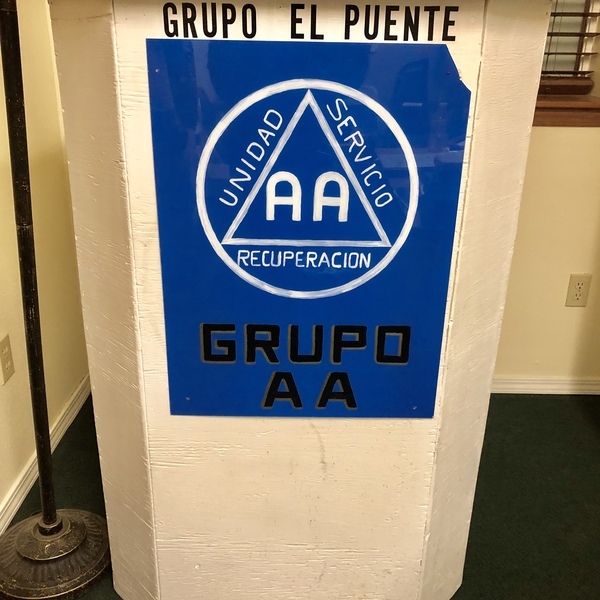 GRUPO EL PUENTE
UNIDAD
SERVICIO
AA
RECUPERACION
GRUPO
AA